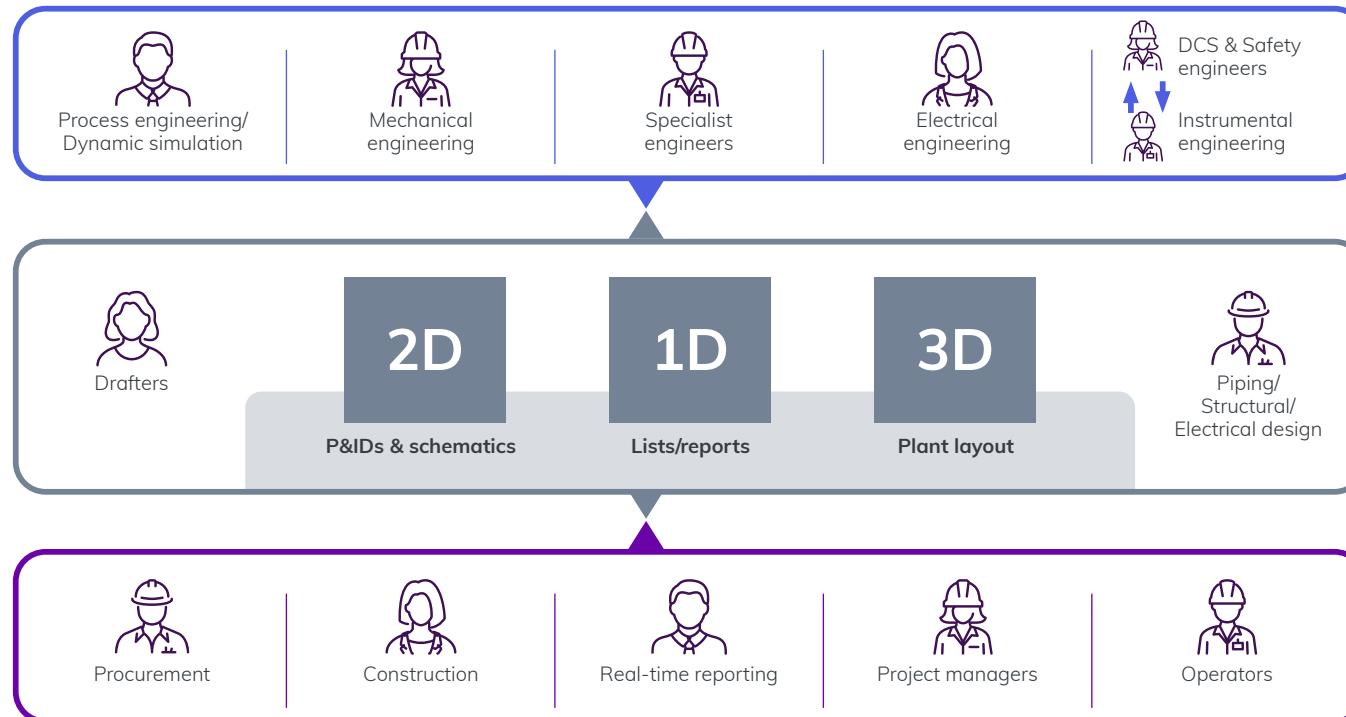 Process engineering/
Dynamic simulation
Mechanical
engineering
Specialist
engineers
Electrical
engineering
DCS & Safety
engineers
Instrumental
engineering
Drafters
2D
P&IDs & schematics
1D
Lists/reports
3D
Plant layout
Piping/
Structural/
Electrical design
Procurement
Construction
Real-time reporting
Project managers
Operators